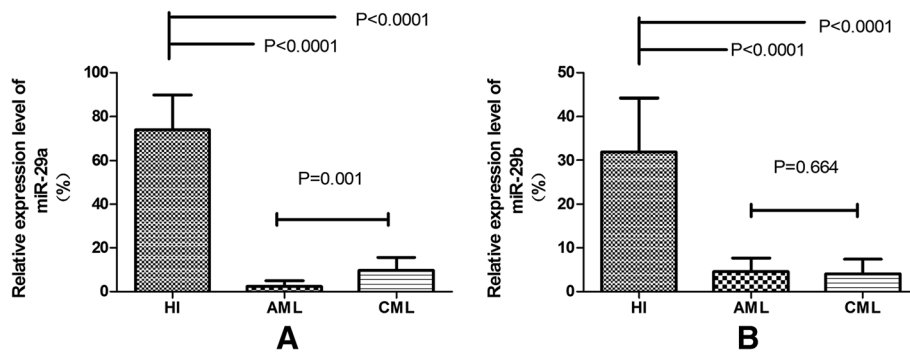 P<0.0001
P<0.0001
Relative expression level of
miR-29a
(%)
100
80
60
40
20
0
P=0.001
HI
AML
CML
A
P<0.0001
P<0.0001
Relative expression level of
miR-29b
(%)
50
40
30
20
10
0
P=0.664
HI
AML
CML
B